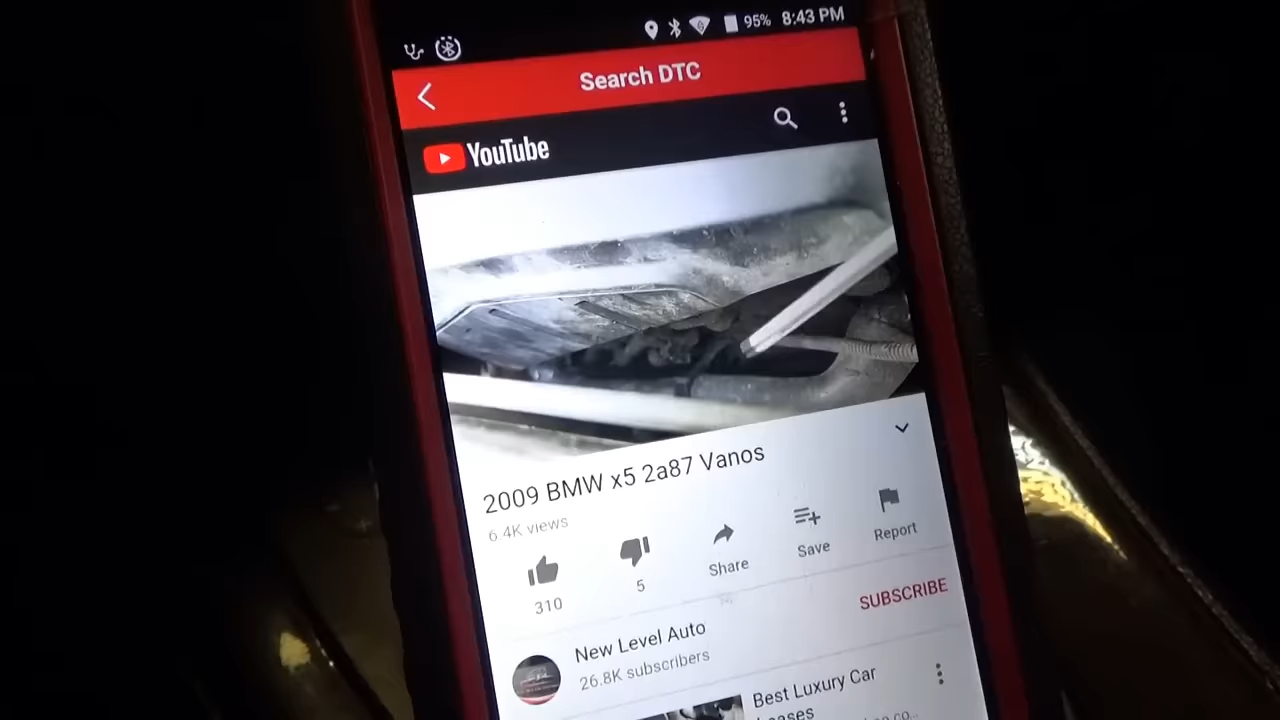 95% 8:43 PM
Search DTC
YouTube
2009 BMW x5 2a87 Vanos
6.4K views
310
5
Share
Save
Report
New Level Auto
26.8K subscribers
SUBSCRIBE
Best Luxury Car
Leases